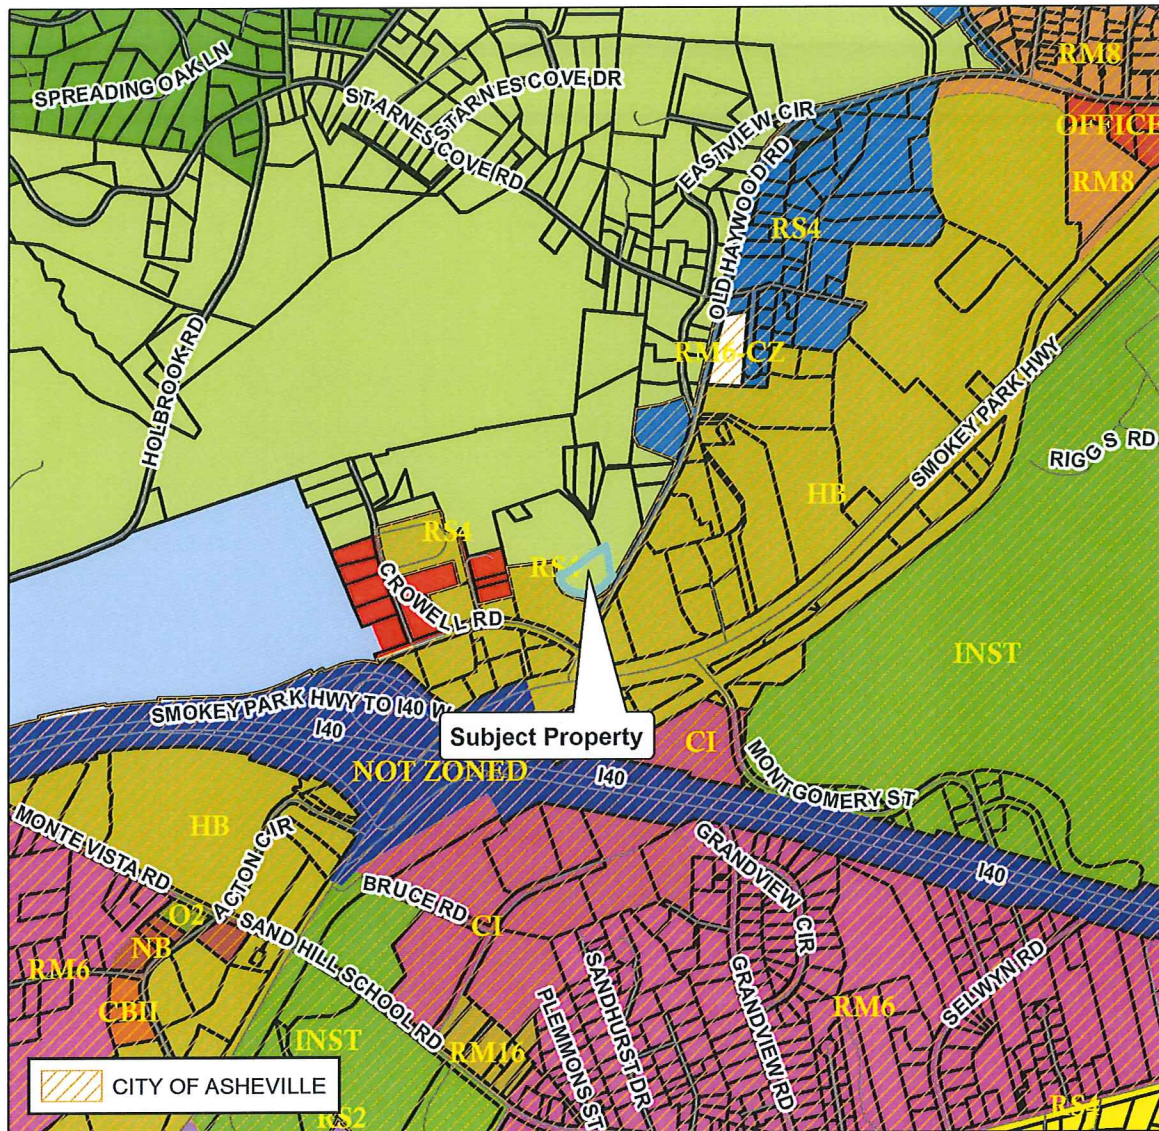 SPREADING OAK LN
STARNES COVE DR
STARNES COVE RD
EASTVIEW CIR
OLD HAYWOOD RD
RM8
OFFICE
RM8
RS4
RM6-CZ
HOLBROOK RD
SMOKEY PARK HWY
RIGGS RD
HB
RS4
CROWELL RD
INST
SMOKEY PARK HWY TO I40 W
I40
Subject Property
CI
NOT ZONED
I40
MONTGOMERY ST
I40
HB
MONTE VISTA RD
ACTON CIR
BRUCE RD
GRANDVIEW CIR
O2
SAND HILL SCHOOL RD
CI
NB
RM6
CBII
SANDHURST DR
GRANDVIEW RD
PLEMMONS ST
RM6
SELWYN RD
INST
RM16
CITY OF ASHEVILLE
RS2
RS4